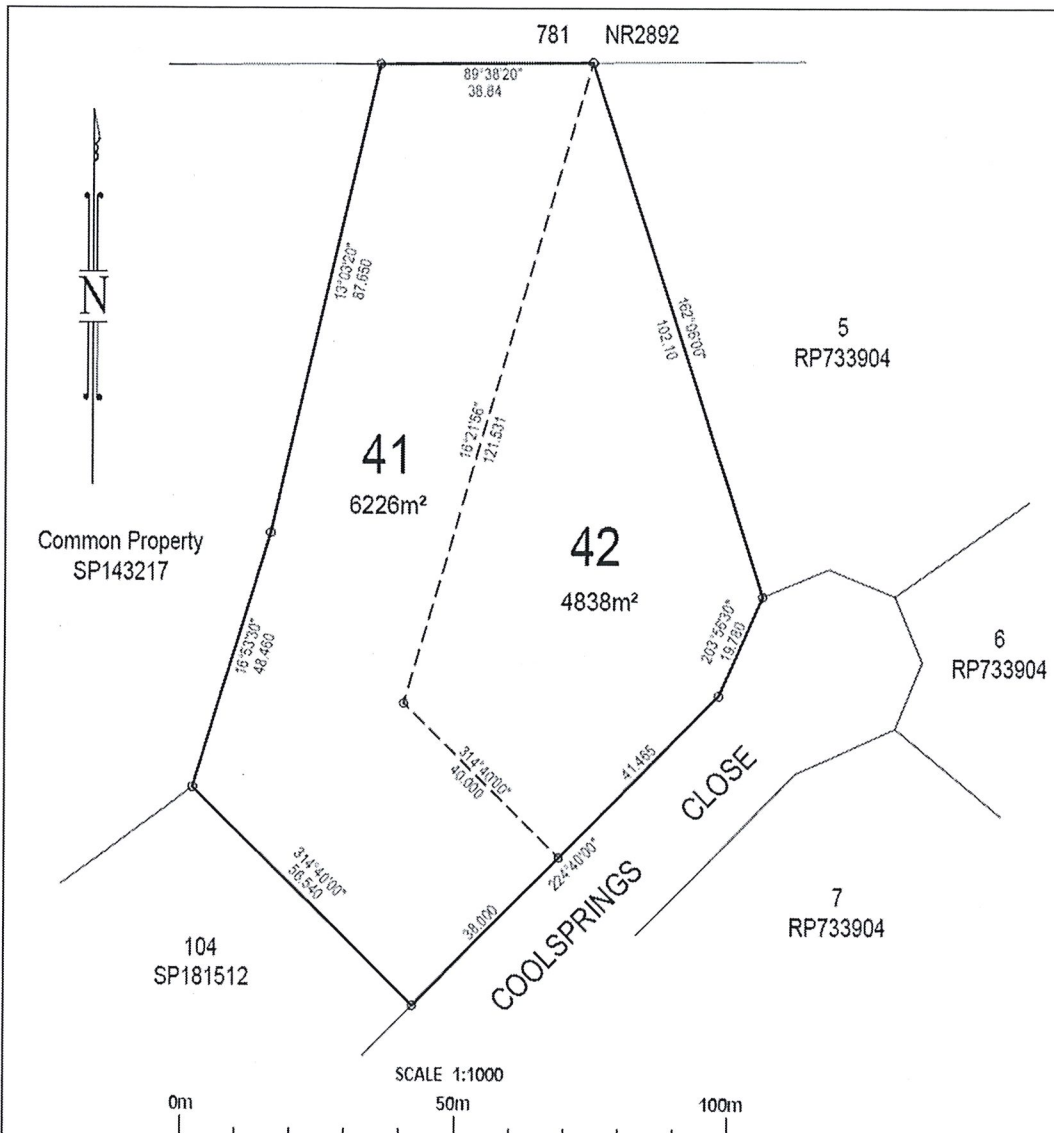 781 NR2892
89°38'20"
38.84
N
13°03'20"
87.650
162°06'00"
102.10
5
RP733904
16°21'56"
121.531
41
6226m²
42
4838m²
Common Property
SP143217
16°53'30"
48.460
203°56'30"
19.780
6
RP733904
314°40'00"
40.000
41.465
COOLSPRINGS CLOSE
224°40'00"
314°40'00"
56.540
38.000
7
RP733904
104
SP181512
SCALE 1:1000
0m 50m 100m